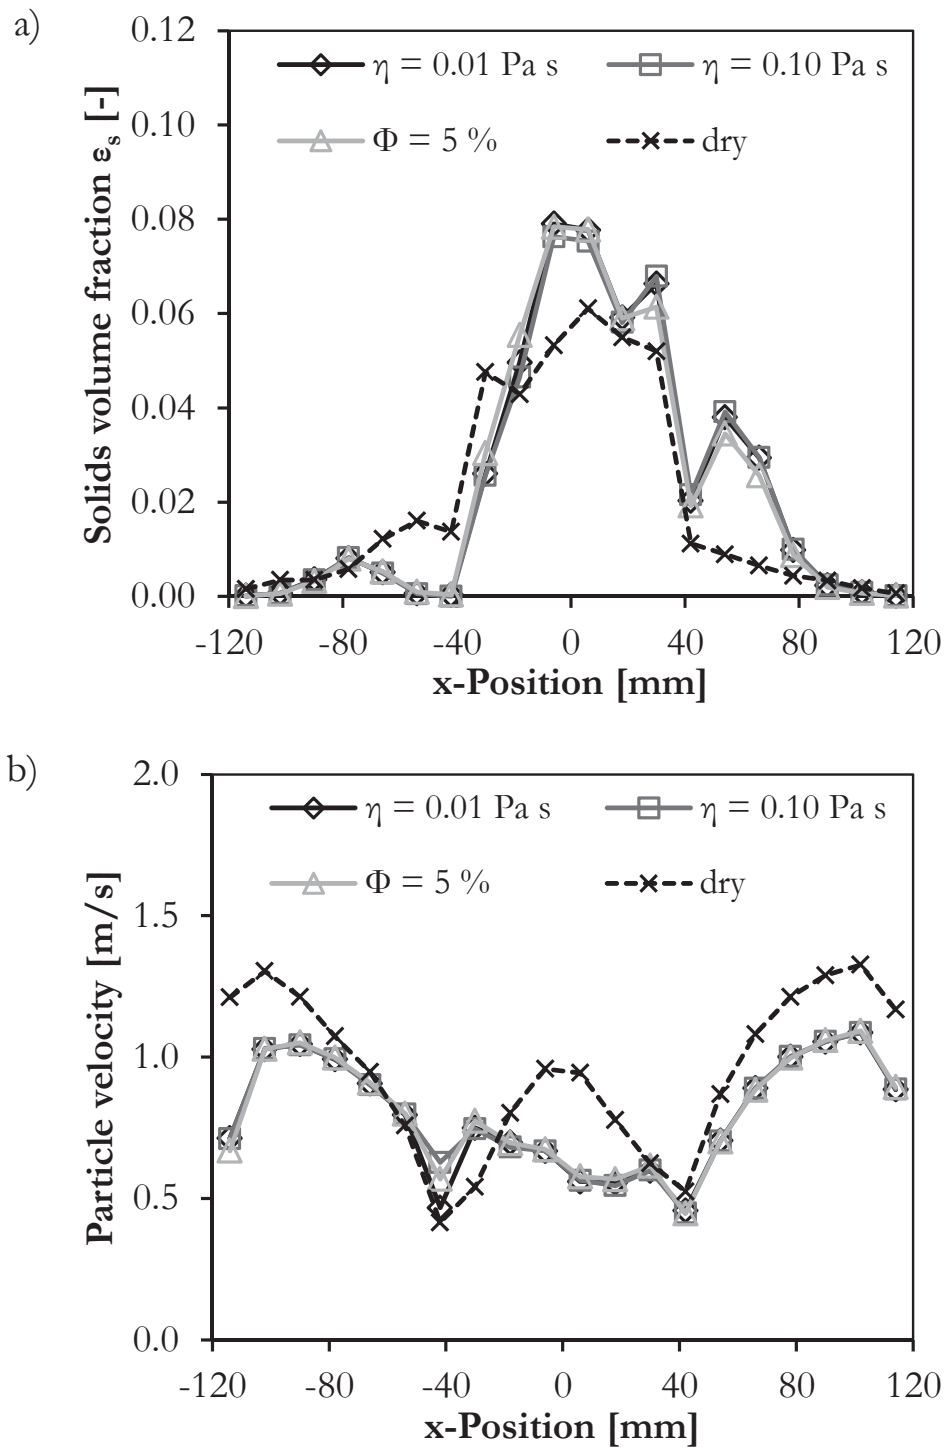 a)
0.12
η = 0.01 Pa s
η = 0.10 Pa s
Φ = 5 %
dry
0.10
0.08
0.06
0.04
0.02
0.00
Solids volume fraction εs [-]
-120
-80
-40
0
40
80
120
x-Position [mm]
b)
2.0
η = 0.01 Pa s
η = 0.10 Pa s
Φ = 5 %
dry
1.5
1.0
0.5
0.0
Particle velocity [m/s]
-120
-80
-40
0
40
80
120
x-Position [mm]